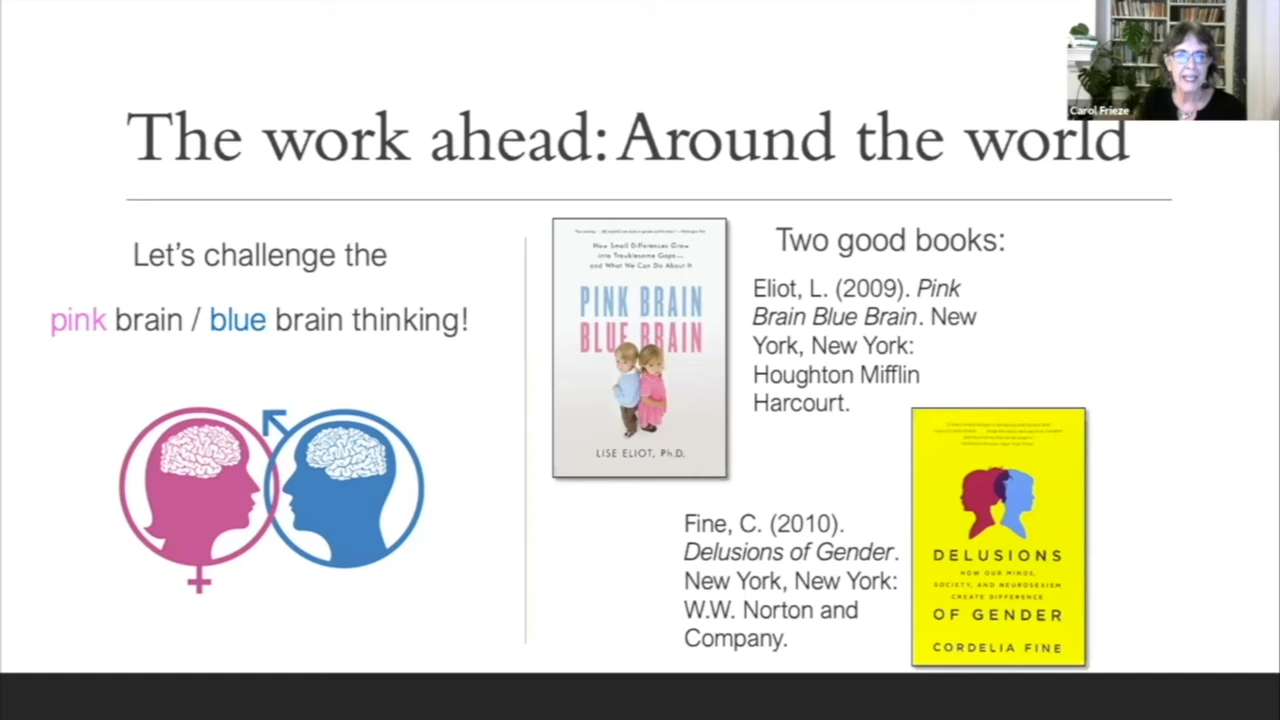 Carol Frieze
The work ahead: Around the world
Let's challenge the
pink brain / blue brain thinking!
How Small Differences Grow
into Troublesome Gaps—
and What We Can Do About It
PINK BRAIN
BLUE BRAIN
LISE ELIOT, Ph.D.
Two good books:
Eliot, L. (2009). Pink
Brain Blue Brain. New
York, New York:
Houghton Mifflin
Harcourt.
Fine, C. (2010).
Delusions of Gender.
New York, New York:
W.W. Norton and
Company.
DELUSIONS
HOW OUR MINDS,
SOCIETY, AND NEUROSEXISM
CREATE DIFFERENCE
OF GENDER
CORDELIA FINE